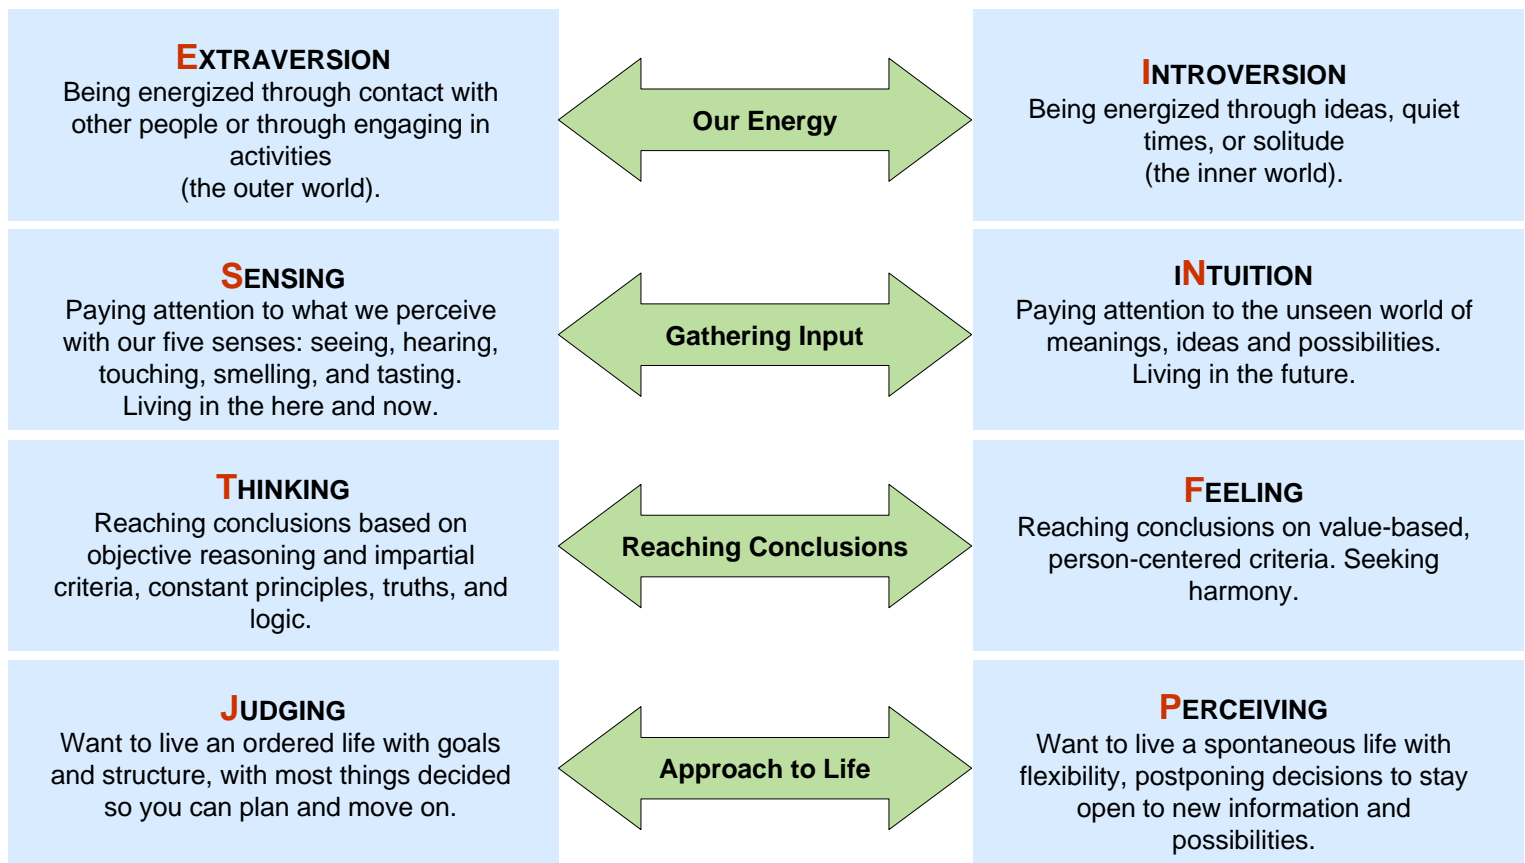 EXTRAVERSION
Being energized through contact with
other people or through engaging in
activities
(the outer world).
Our Energy
INTROVERSION
Being energized through ideas, quiet
times, or solitude
(the inner world).
SENSING
Paying attention to what we perceive
with our five senses: seeing, hearing,
touching, smelling, and tasting.
Living in the here and now.
Gathering Input
INTUITION
Paying attention to the unseen world of
meanings, ideas and possibilities.
Living in the future.
THINKING
Reaching conclusions based on
objective reasoning and impartial
criteria, constant principles, truths, and
logic.
Reaching Conclusions
FEELING
Reaching conclusions on value-based,
person-centered criteria. Seeking
harmony.
JUDGING
Want to live an ordered life with goals
and structure, with most things decided
so you can plan and move on.
Approach to Life
PERCEIVING
Want to live a spontaneous life with
flexibility, postponing decisions to stay
open to new information and
possibilities.